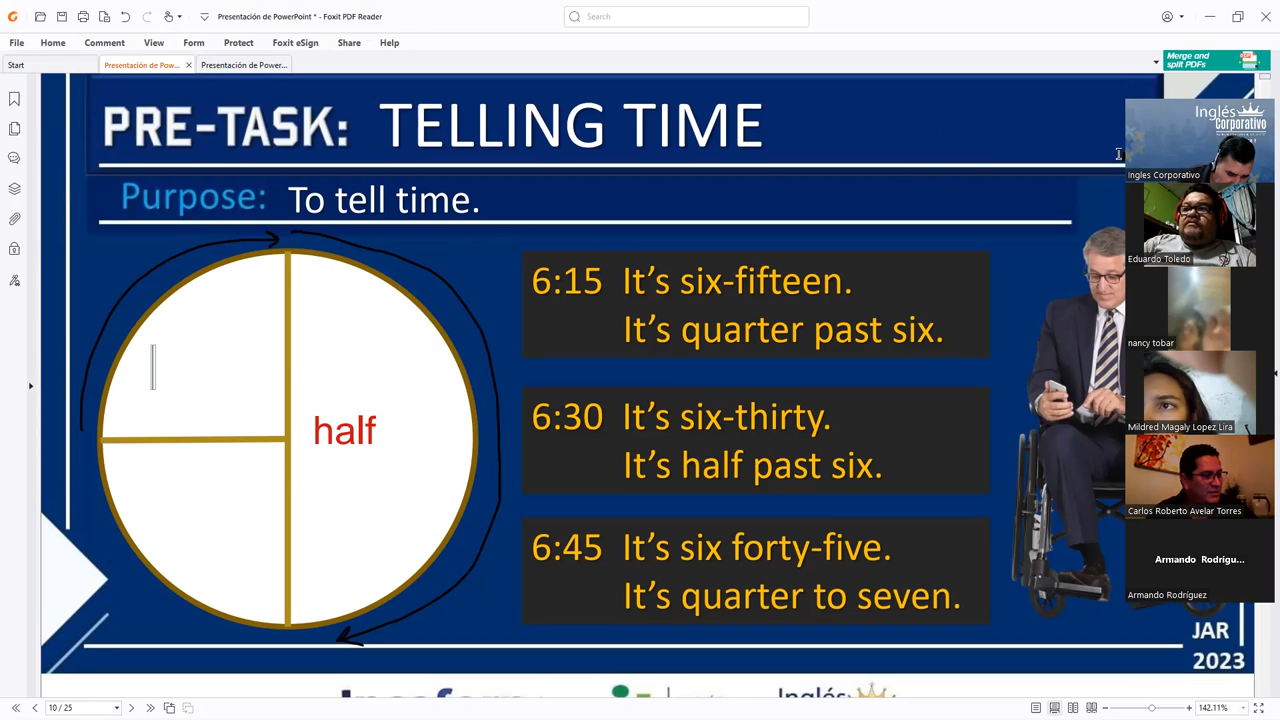 Presentación de PowerPoint * - Foxit PDF Reader
Search
File Home Comment View Form Protect Foxit eSign Share Help
Start
Presentación de Pow...
Presentación de Power...
Merge and split PDFs
PRE-TASK: TELLING TIME
Purpose: To tell time.
half
6:15 It's six-fifteen.
It's quarter past six.
6:30 It's six-thirty.
It's half past six.
6:45 It's six forty-five.
It's quarter to seven.
JAR
2023
Inglés
Corporativo
Ingles Corporativo
Eduardo Toledo
nancy tobar
Mildred Magaly Lopez Lira
Carlos Roberto Avelar Torres
Armando Rodrígu...
Armando Rodríguez
10 / 25
142.11%